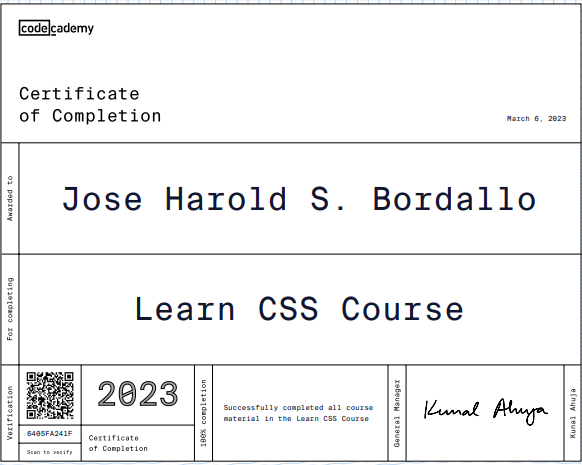 codecademy
Certificate
of Completion
March 6, 2023
Awarded to
Jose Harold S. Bordallo
For completing
Learn CSS Course
Verification
6405FA241F
Scan to verify
2023
Certificate
of Completion
100% completion
Successfully completed all course
material in the Learn CSS Course
General Manager
Kunal Ahuja
Kunal Ahuja